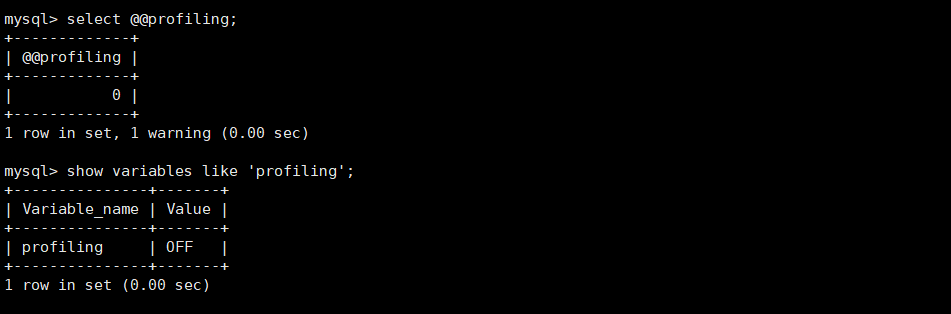 mysql> select @@profiling;
+-------------+
| @@profiling |
+-------------+
|           0 |
+-------------+
1 row in set, 1 warning (0.00 sec)
mysql> show variables like 'profiling';
+---------------+-------+
| Variable_name | Value |
+---------------+-------+
| profiling     | OFF   |
+---------------+-------+
1 row in set (0.00 sec)